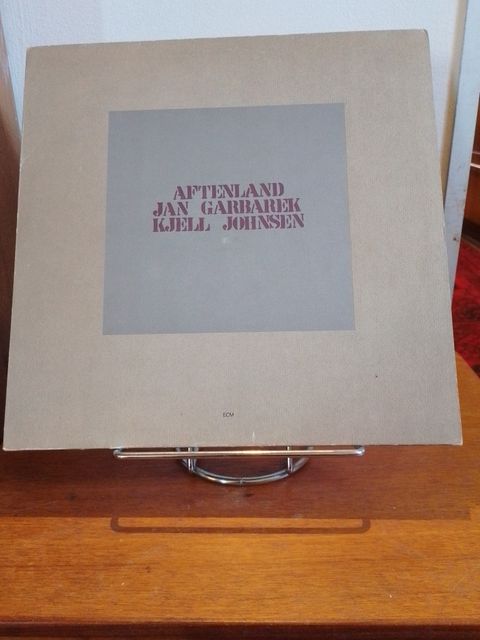 AFTENLAND
JAN GARBAREK
KJELL JOHNSEN
ECM